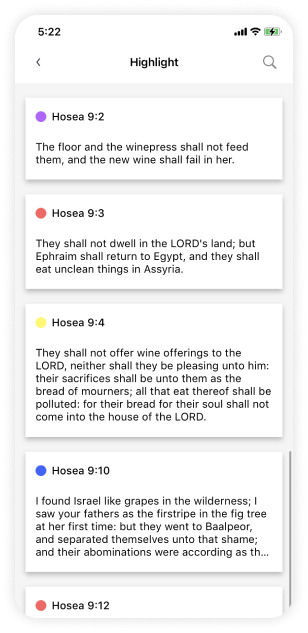 5:22
Highlight
Hosea 9:2
The floor and the winepress shall not feed
them, and the new wine shall fail in her.
Hosea 9:3
They shall not dwell in the LORD's land; but
Ephraim shall return to Egypt, and they shall
eat unclean things in Assyria.
Hosea 9:4
They shall not offer wine offerings to the
LORD, neither shall they be pleasing unto him:
their sacrifices shall be unto them as the
bread of mourners; all that eat thereof shall be
polluted: for their bread for their soul shall not
come into the house of the LORD.
Hosea 9:10
I found Israel like grapes in the wilderness; I
saw your fathers as the firstripe in the fig tree
at her first time: but they went to Baalpeor,
and separated themselves unto that shame;
and their abominations were according as th...
Hosea 9:12